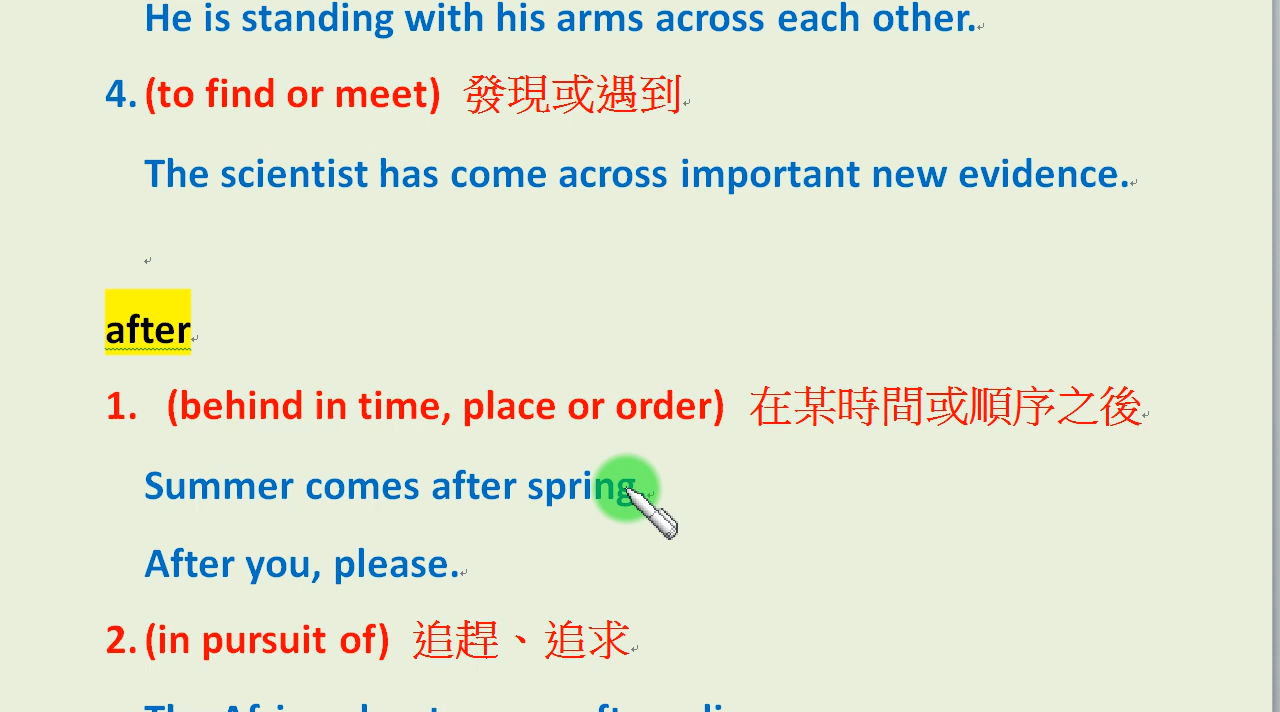 He is standing with his arms across each other.
4. (to find or meet) 發現或遇到
The scientist has come across important new evidence.
after
1. (behind in time, place or order) 在某時間或順序之後
Summer comes after spring.
After you, please.
2. (in pursuit of) 追趕、追求